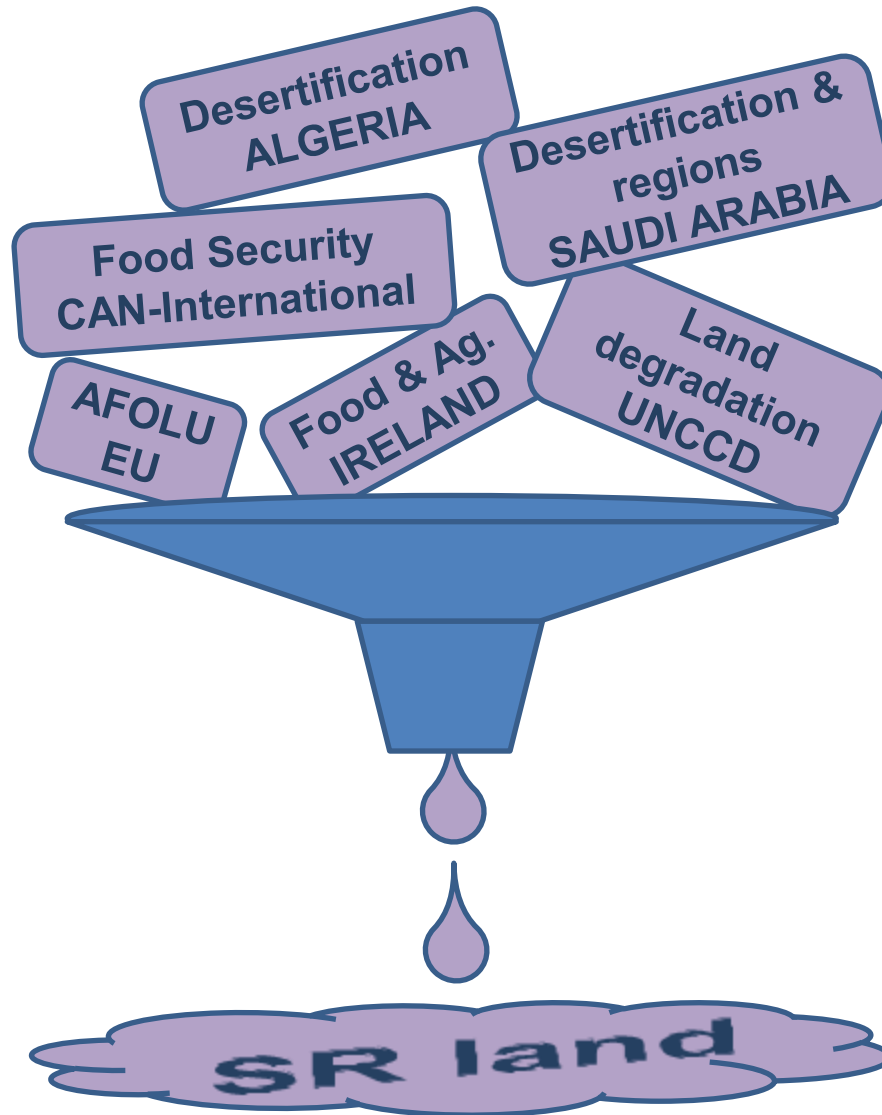 Desertification
ALGERIA
Desertification &
regions
SAUDI ARABIA
Food Security
CAN-International
Land
degradation
UNCCD
Food & Ag.
IRELAND
AFOLU
EU
SR land